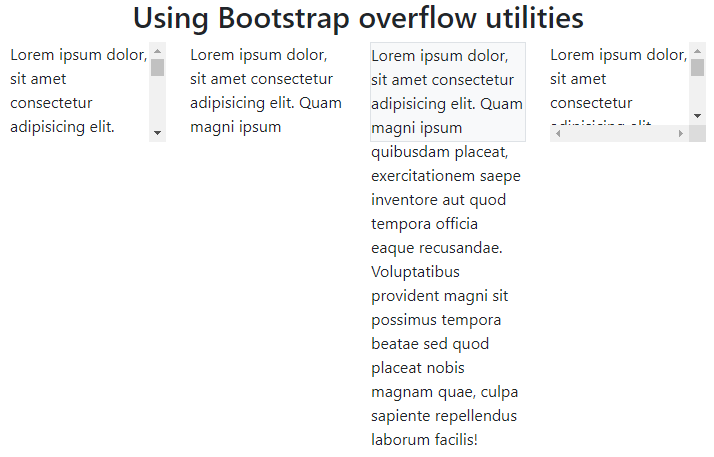 Using Bootstrap overflow utilities
Lorem ipsum dolor,
sit amet
consectetur
adipisicing elit.
Lorem ipsum dolor,
sit amet consectetur
adipisicing elit. Quam
magni ipsum
Lorem ipsum dolor,
sit amet consectetur
adipisicing elit. Quam
magni ipsum
quibusdam placeat,
exercitationem saepe
inventore aut quod
tempora officia
eaque recusandae.
Voluptatibus
provident magni sit
possimus tempora
beatae sed quod
placeat nobis
magnam quae, culpa
sapiente repellendus
laborum facilis!
Lorem ipsum dolor,
sit amet
consectetur
adipisicing elit.